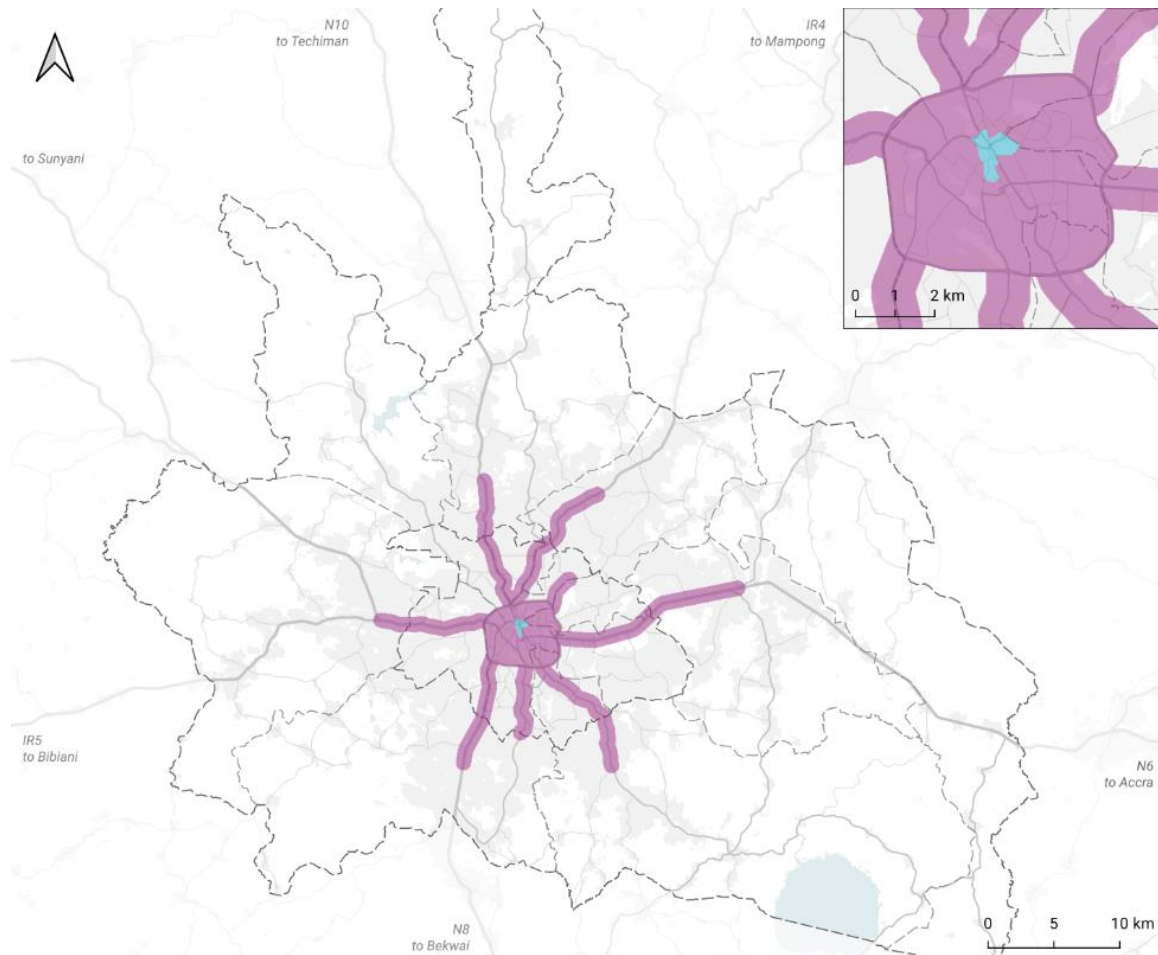 N10
to Techiman
IR4
to Mampong
to Sunyani
0 1 2 km
IR5
to Bibiani
N6
to Accra
N8
to Bekwai
0 5 10 km